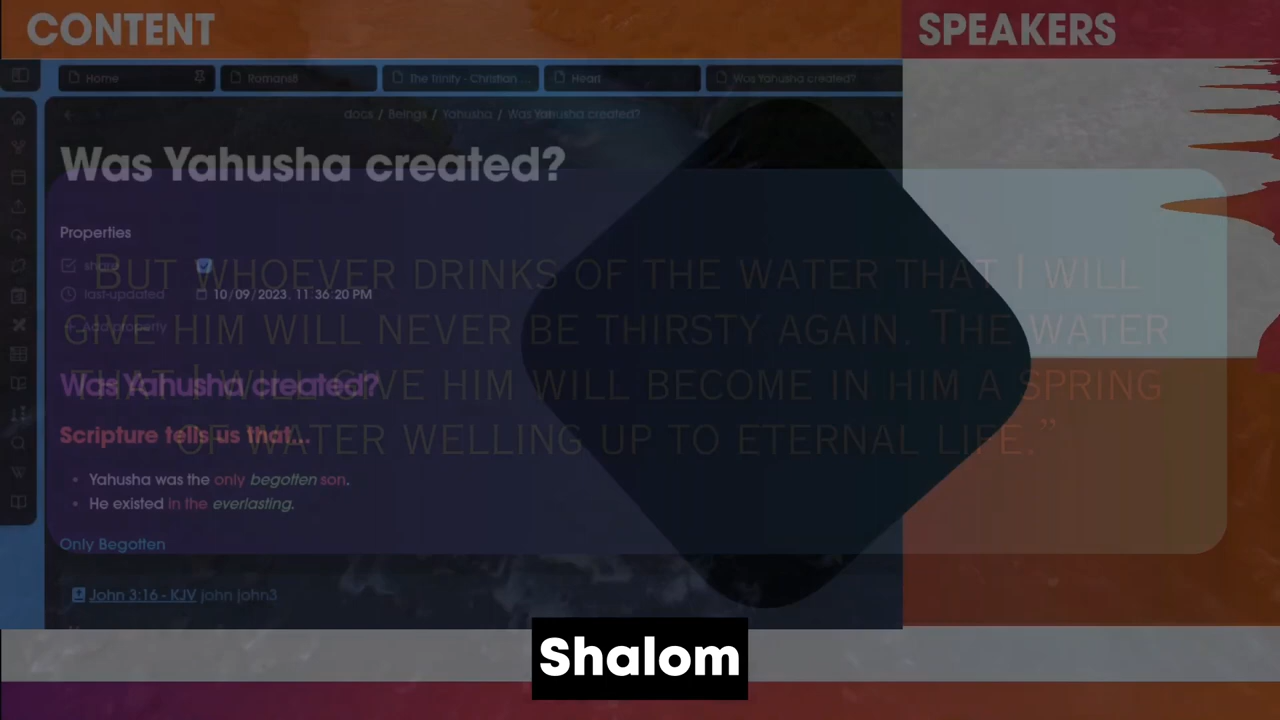 CONTENT
SPEAKERS
Home
Romans8
The Trinity - Christian ...
Heart
Was Yahusha created?
docs / Beings / Yahusha / Was Yahusha created?
Was Yahusha created?
Properties
share
last-updated
10/09/2023, 11:36:20 PM
+ Add property
BUT WHOEVER DRINKS OF THE WATER THAT I WILL
GIVE HIM WILL NEVER BE THIRSTY AGAIN. THE WATER
THAT I WILL GIVE HIM WILL BECOME IN HIM A SPRING
OF WATER WELLING UP TO ETERNAL LIFE.”
Was Yahusha created?
Scripture tells us that...
• Yahusha was the only begotten son.
• He existed in the everlasting.
Only Begotten
John 3:16 - KJV john john3
Shalom